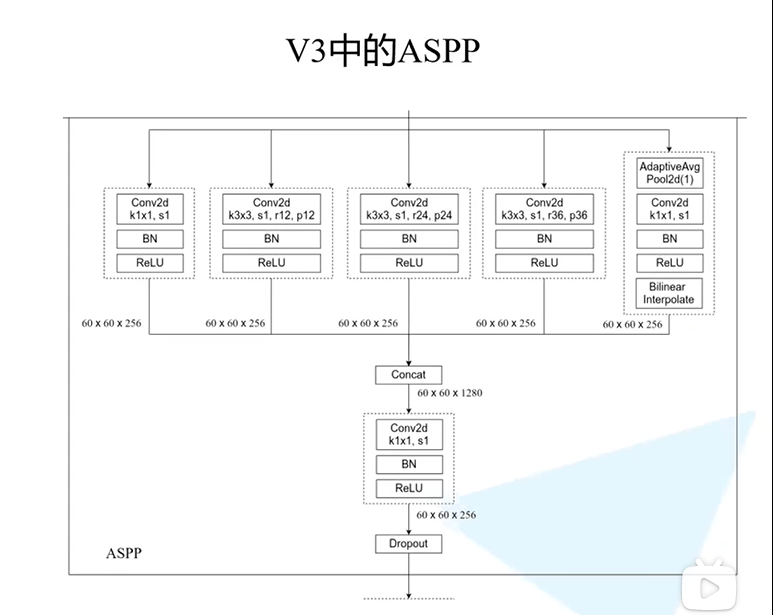 V3中的ASPP
Conv2d
k1x1, s1
BN
ReLU
60 x 60 x 256
Conv2d
k3x3, s1, r12, p12
BN
ReLU
60 x 60 x 256
Conv2d
k3x3, s1, r24, p24
BN
ReLU
60 x 60 x 256
Conv2d
k3x3, s1, r36, p36
BN
ReLU
60 x 60 x 256
AdaptiveAvg
Pool2d(1)
Conv2d
k1x1, s1
BN
ReLU
Bilinear
Interpolate
60 x 60 x 256
Concat
60 x 60 x 1280
Conv2d
k1x1, s1
BN
ReLU
60 x 60 x 256
Dropout
ASPP